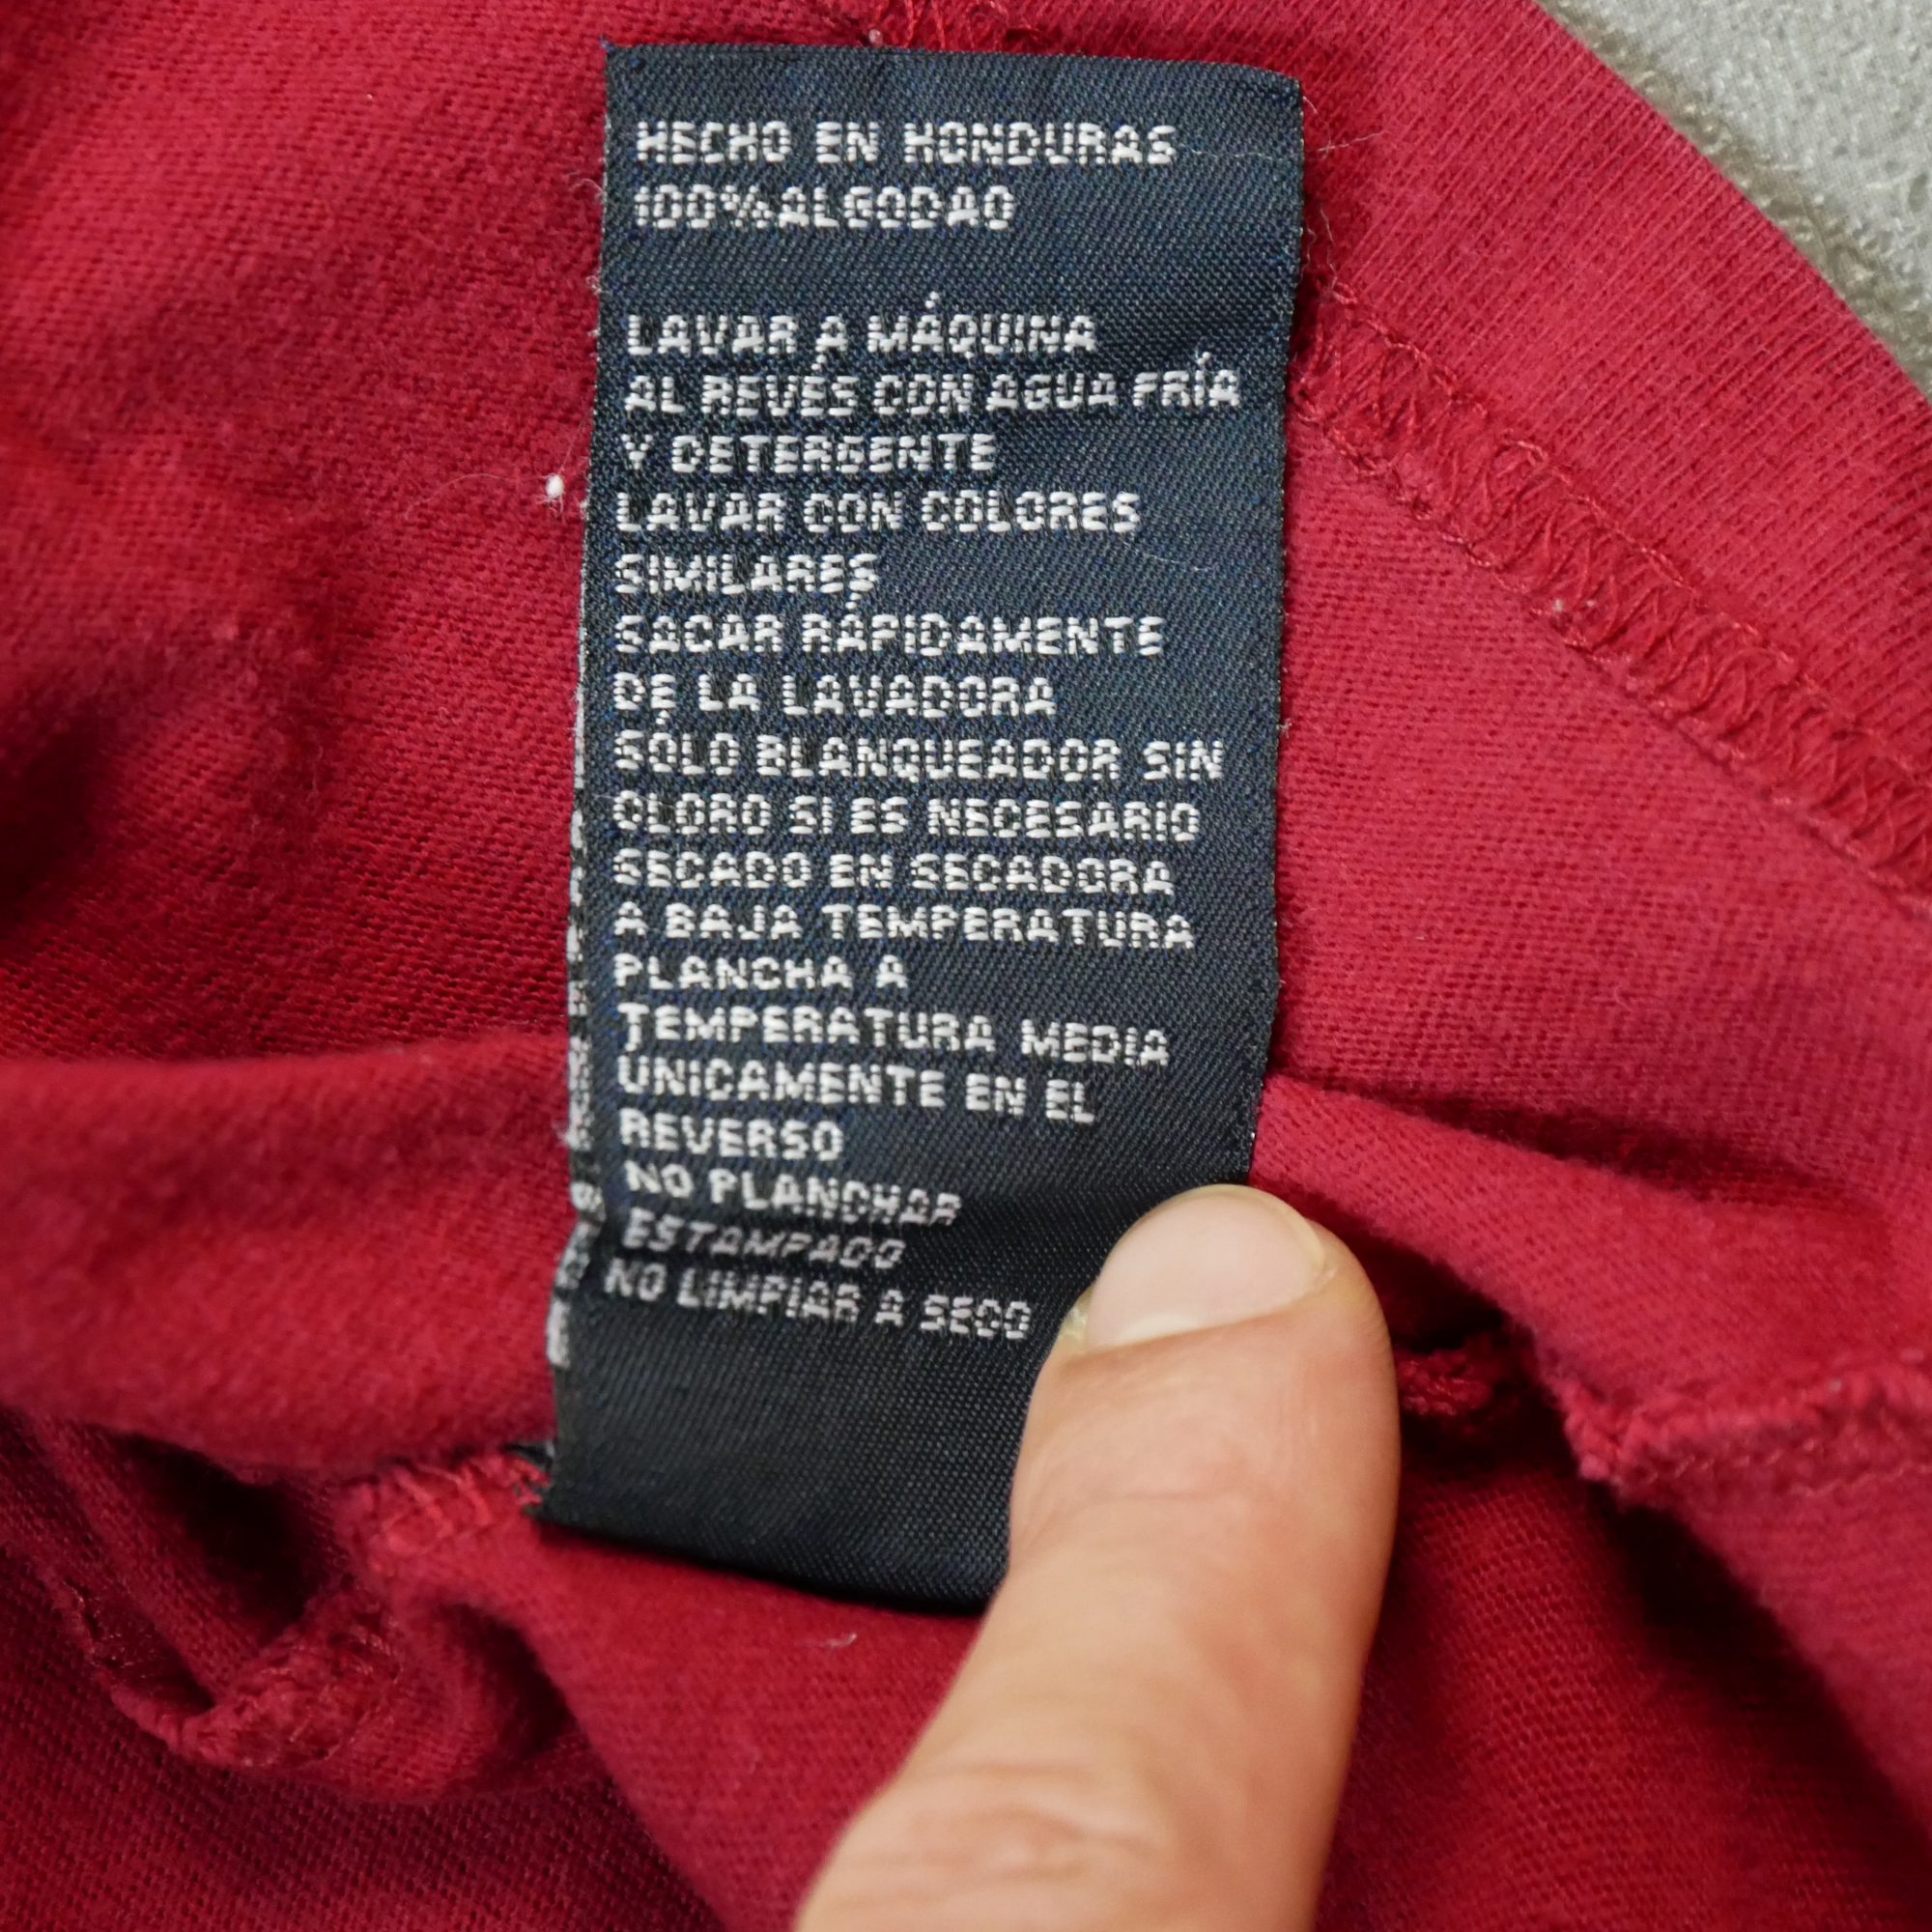 HECHO EN HONDURAS
100%ALGODAO
LAVAR A MÁQUINA
AL REVÉS CON AGUA FRÍA
Y DETERGENTE
LAVAR CON COLORES
SIMILARES
SACAR RÁPIDAMENTE
DE LA LAVADORA
SÓLO BLANQUEADOR SIN
CLORO SI ES NECESARIO
SECADO EN SECADORA
A BAJA TEMPERATURA
PLANCHA A
TEMPERATURA MEDIA
ÚNICAMENTE EN EL
REVERSO
NO PLANCHAR
ESTAMPADO
NO LIMPIAR A SECO